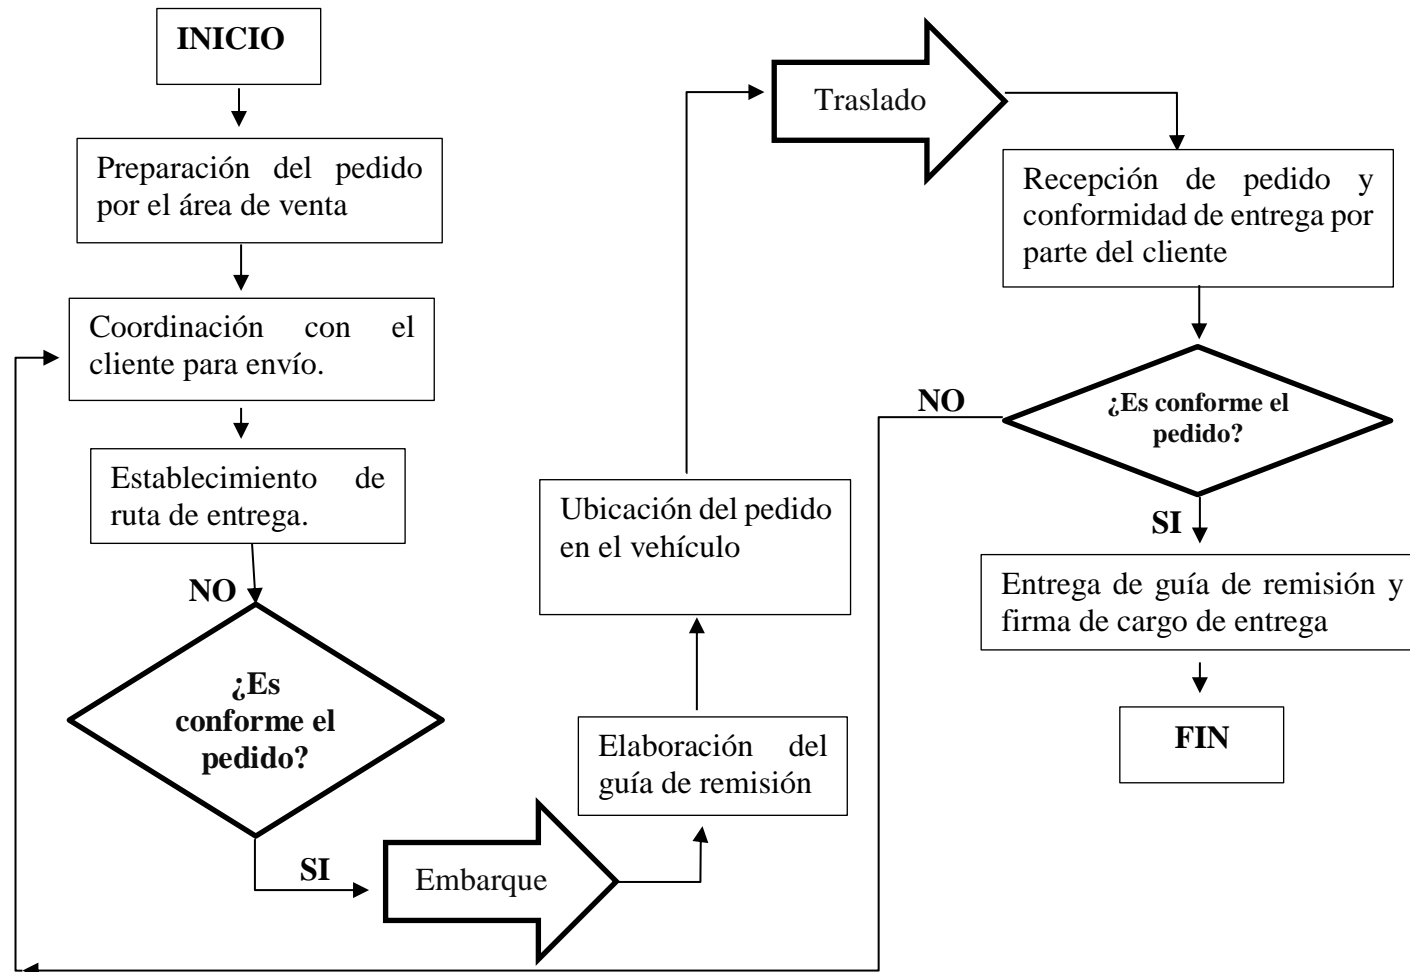 INICIO
Preparación del pedido
por el área de venta
Coordinación con el
cliente para envío.
Establecimiento de
ruta de entrega.
NO
¿Es
conforme el
pedido?
SI
Embarque
Elaboración del
guía de remisión
Ubicación del pedido
en el vehículo
Traslado
Recepción de pedido y
conformidad de entrega por
parte del cliente
NO
¿Es conforme el
pedido?
SI
Entrega de guía de remisión y
firma de cargo de entrega
FIN